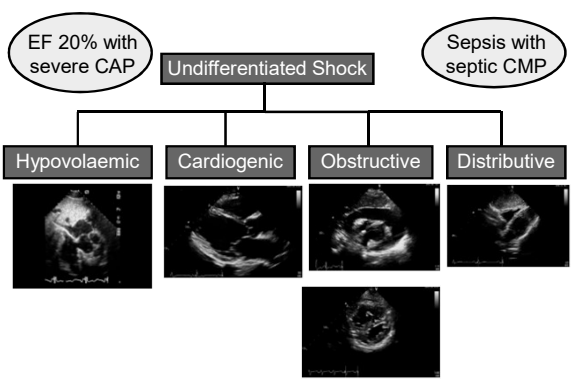 EF 20% with
severe CAP
Undifferentiated Shock
Sepsis with
septic CMP
Hypovolaemic
Cardiogenic
Obstructive
Distributive